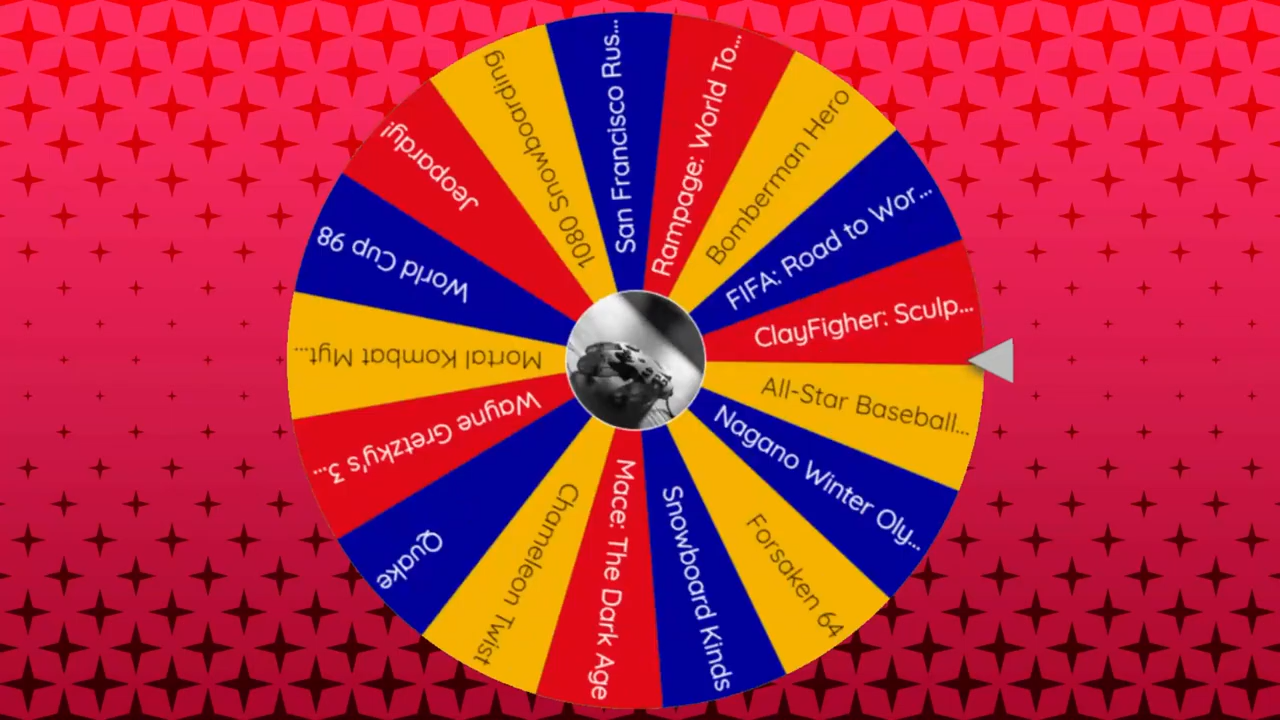 San Francisco Rus...
Rampage: World To...
Bomberman Hero
FIFA: Road to Wor...
ClayFigher: Sculp...
All-Star Baseball...
Nagano Winter Oly...
Forsaken 64
Snowboard Kinds
Mace: The Dark Age
Chameleon Twist
Quake
Wayne Gretzky's 3...
Mortal Kombat Myt...
World Cup 98
Jeopardy!
1080 Snowboarding